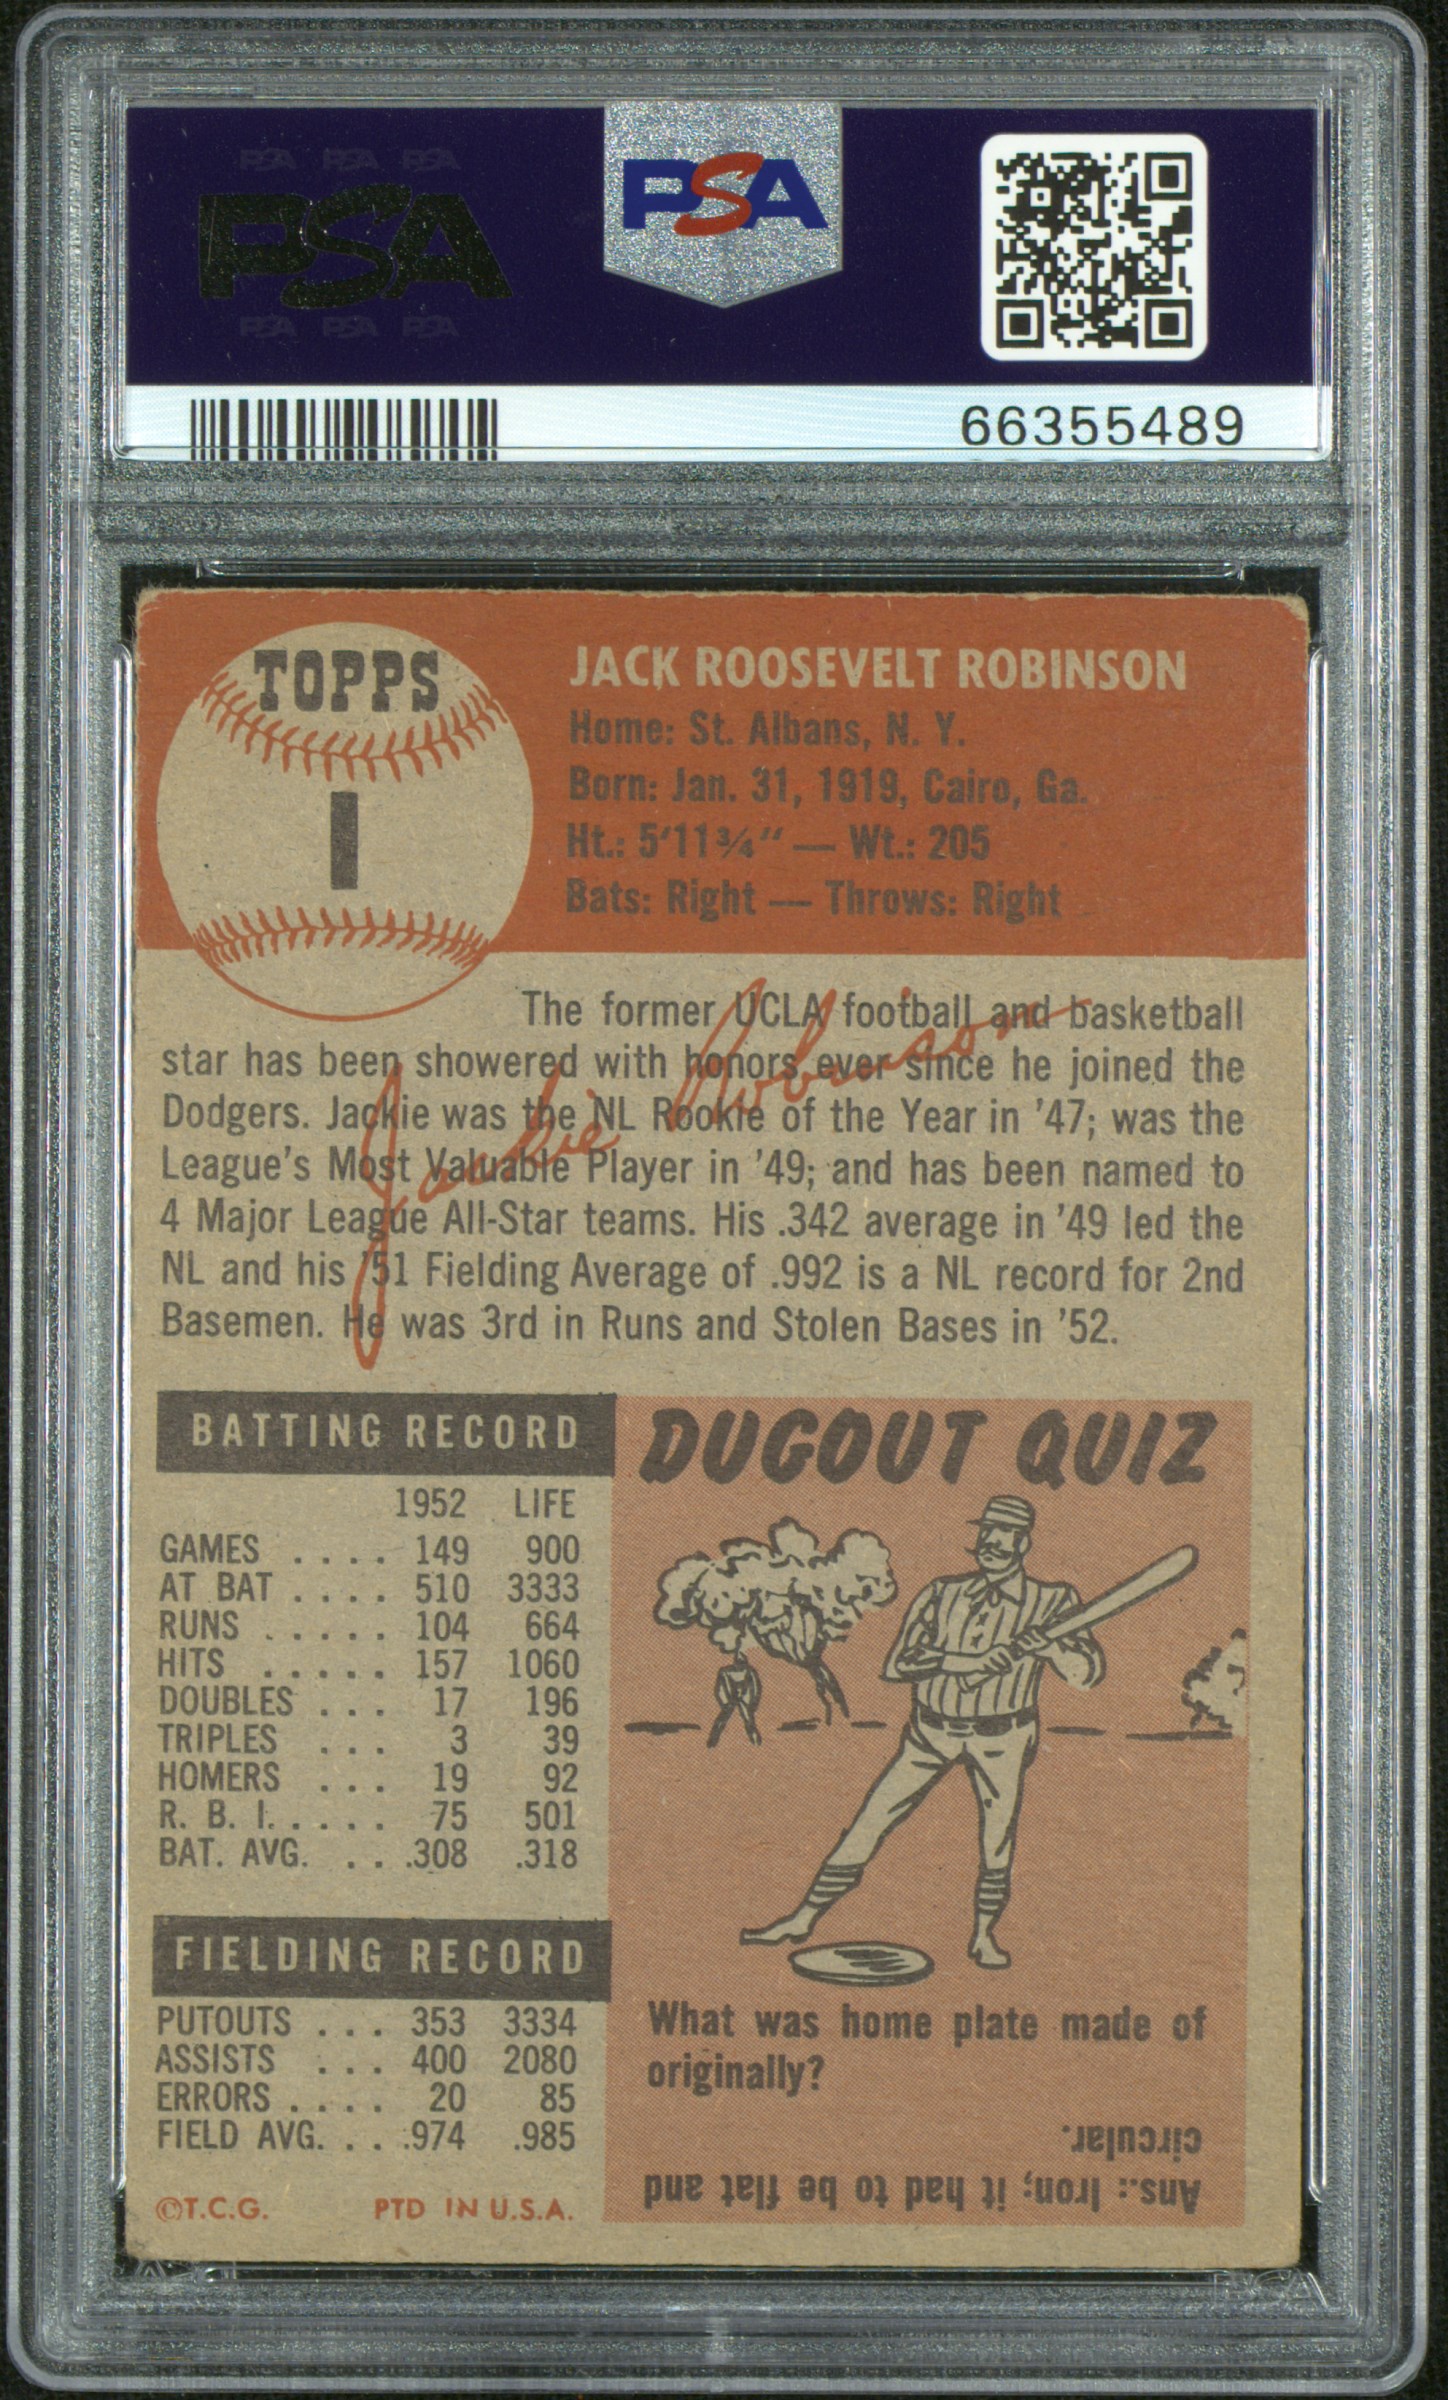 PSA PSA PSA
PSA
PSA PSA PSA
PSA
66355489
TOPPS
1
JACK ROOSEVELT ROBINSON
Home: St. Albans, N. Y.
Born: Jan. 31, 1919, Cairo, Ga.
Ht.: 5'11¾" — Wt.: 205
Bats: Right — Throws: Right
The former UCLA football and basketball
star has been showered with honors ever since he joined the
Dodgers. Jackie was the NL Rookie of the Year in '47; was the
League's Most Valuable Player in '49; and has been named to
4 Major League All-Star teams. His .342 average in '49 led the
NL and his '51 Fielding Average of .992 is a NL record for 2nd
Basemen. He was 3rd in Runs and Stolen Bases in '52.
Jackie Robinson
BATTING RECORD
1952 LIFE
GAMES .... 149 900
AT BAT .... 510 3333
RUNS ..... 104 664
HITS ..... 157 1060
DOUBLES ... 17 196
TRIPLES ... 3 39
HOMERS ... 19 92
R. B. I. .... 75 501
BAT. AVG. ... .308 .318
FIELDING RECORD
PUTOUTS ... 353 3334
ASSISTS ... 400 2080
ERRORS .... 20 85
FIELD AVG. ... .974 .985
©T.C.G. PTD IN U.S.A.
DUGOUT QUIZ
What was home plate made of
originally?
Ans.: Iron; it had to be flat and
circular.
PSA